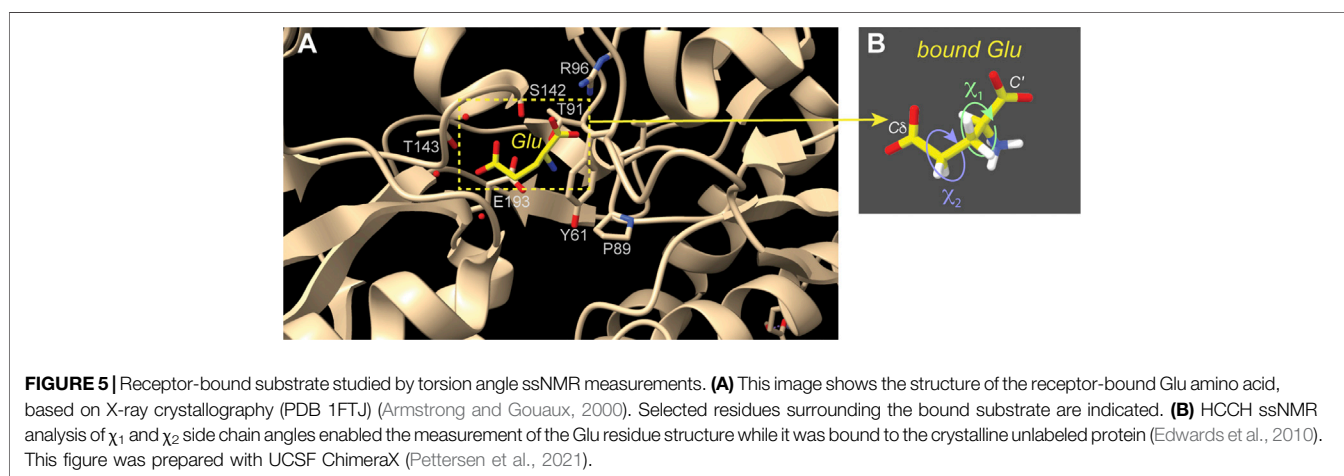 A
R96
S142
T91
Glu
T143
E193
Y61
P89
B
bound Glu
C'
χ1
Cδ
χ2
FIGURE 5 | Receptor-bound substrate studied by torsion angle ssNMR measurements. (A) This image shows the structure of the receptor-bound Glu amino acid,
based on X-ray crystallography (PDB 1FTJ) (Armstrong and Gouaux, 2000). Selected residues surrounding the bound substrate are indicated. (B) HCCH ssNMR
analysis of χ1 and χ2 side chain angles enabled the measurement of the Glu residue structure while it was bound to the crystalline unlabeled protein (Edwards et al., 2010).
This figure was prepared with UCSF ChimeraX (Pettersen et al., 2021).